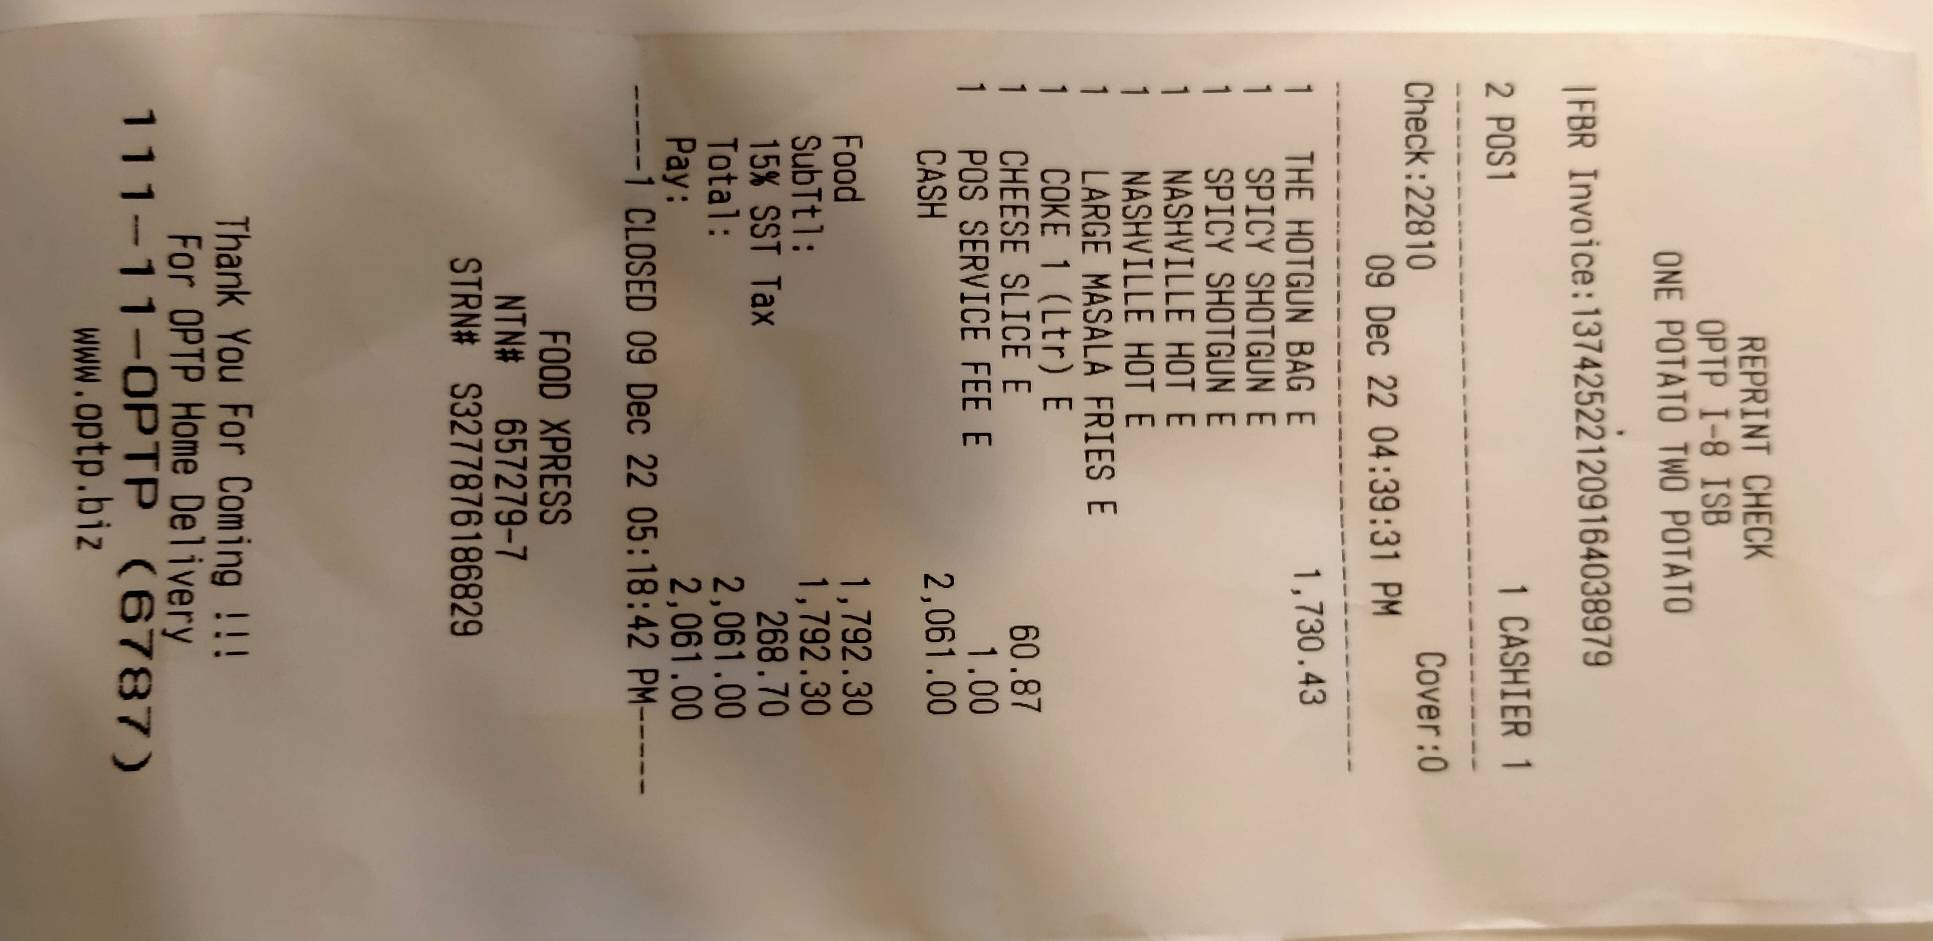 REPRINT CHECK
OPTP I-8 ISB
ONE POTATO TWO POTATO
|FBR Invoice:137425221209164038979
2 POS1 1 CASHIER 1
--------------------------------
Check:22810 Cover:0
09 Dec 22 04:39:31 PM
--------------------------------
1 THE HOTGUN BAG E 1,730.43
1 SPICY SHOTGUN E
1 SPICY SHOTGUN E
1 NASHVILLE HOT E
1 NASHVILLE HOT E
1 LARGE MASALA FRIES E
1 COKE 1 (Ltr) E
1 CHEESE SLICE E 60.87
1 POS SERVICE FEE E 1.00
CASH 2,061.00
Food 1,792.30
SubTtl: 1,792.30
15% SST Tax 268.70
Total: 2,061.00
Pay: 2,061.00
-----1 CLOSED 09 Dec 22 05:18:42 PM-----
FOOD XPRESS
NTN# 657279-7
STRN# S3277876186829
Thank You For Coming !!!
For OPTP Home Delivery
111-11-OPTP (6787)
www.optp.biz